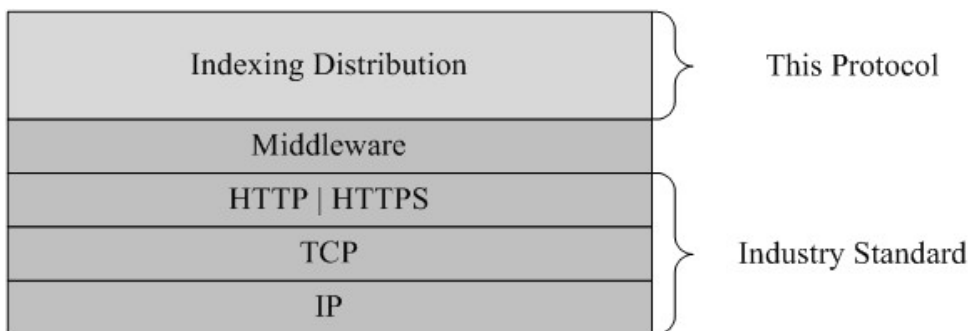 Indexing Distribution
This Protocol
Middleware
HTTP | HTTPS
TCP
Industry Standard
IP